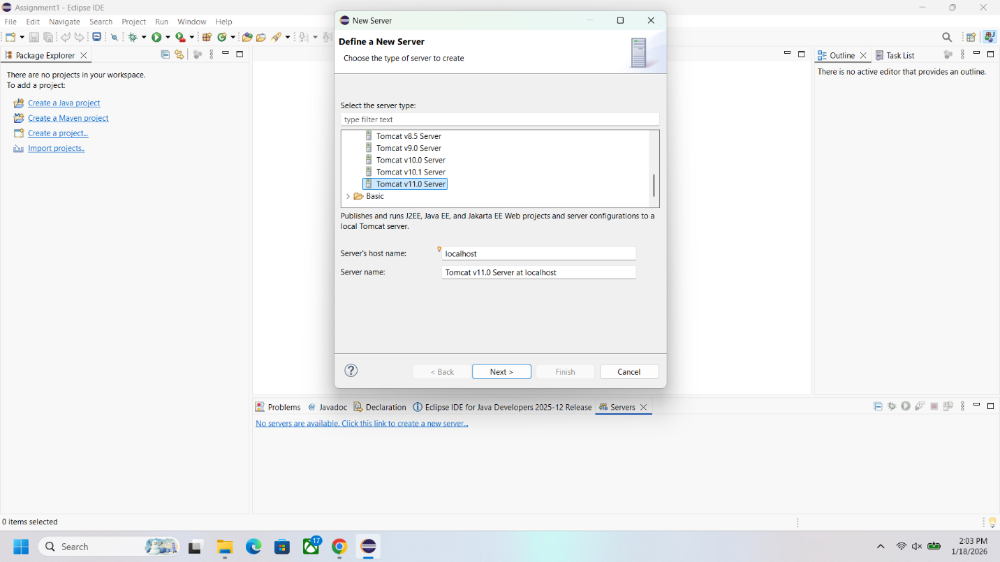 Assignment1 - Eclipse IDE
File Edit Navigate Search Project Run Window Help
Package Explorer
There are no projects in your workspace.
To add a project:
Create a Java project
Create a Maven project
Create a project...
Import projects..
New Server
Define a New Server
Choose the type of server to create
Select the server type:
type filter text
Tomcat v8.5 Server
Tomcat v9.0 Server
Tomcat v10.0 Server
Tomcat v10.1 Server
Tomcat v11.0 Server
Basic
Publishes and runs J2EE, Java EE, and Jakarta EE Web projects and server configurations to a
local Tomcat server.
Server's host name: localhost
Server name: Tomcat v11.0 Server at localhost
? < Back Next > Finish Cancel
Outline Task List
There is no active editor that provides an outline.
Problems @ Javadoc Declaration Eclipse IDE for Java Developers 2025-12 Release Servers
No servers are available. Click this link to create a new server...
0 items selected
Search
17
2:03 PM
1/18/2026